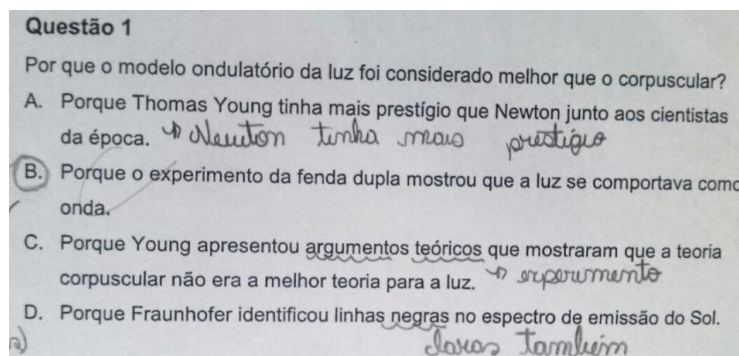 Questão 1
Por que o modelo ondulatório da luz foi considerado melhor que o corpuscular?
A. Porque Thomas Young tinha mais prestígio que Newton junto aos cientistas
da época. ↳ Newton tinha mais prestígio
B. Porque o experimento da fenda dupla mostrou que a luz se comportava como
onda.
C. Porque Young apresentou argumentos teóricos que mostraram que a teoria
corpuscular não era a melhor teoria para a luz. ↳ experimento
D. Porque Fraunhofer identificou linhas negras no espectro de emissão do Sol.
claras também